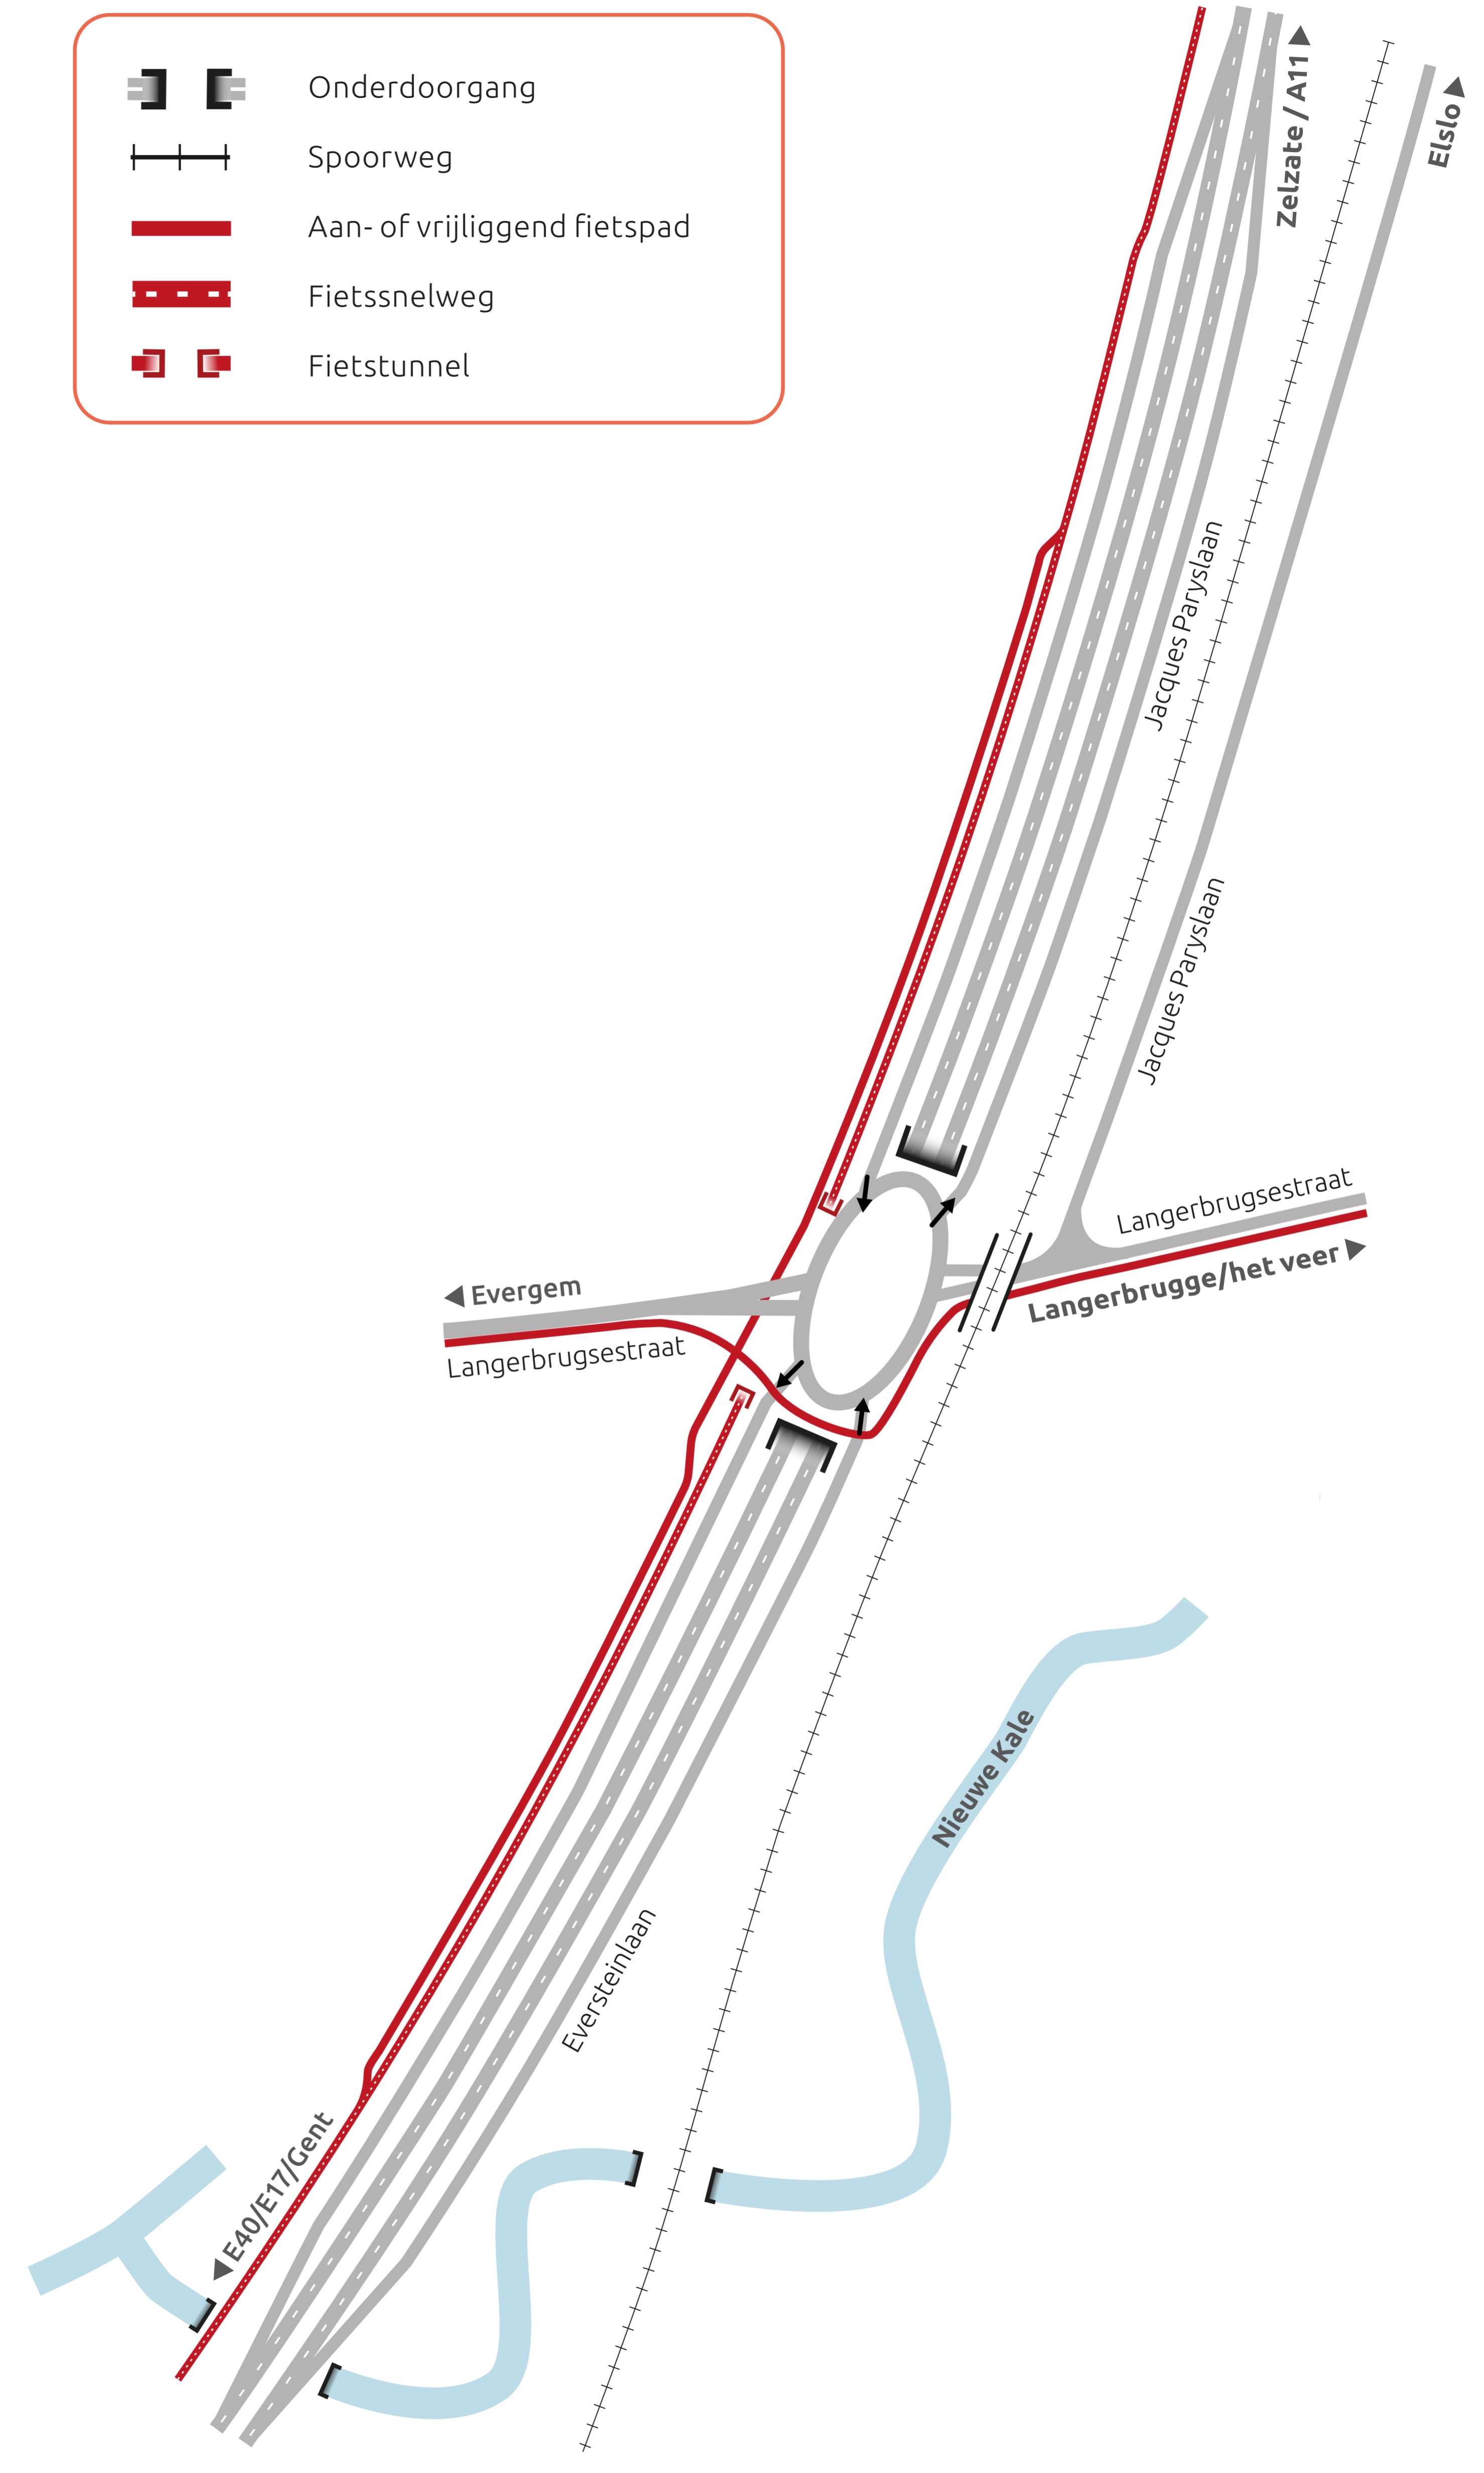 Onderdoorgang
Spoorweg
Aan- of vrijliggend fietspad
Fietssnelweg
Fietstunnel
Zelzate / A11
Elslo
Jacques Paryslaan
Jacques Paryslaan
Langerbrugsestraat
Langerbrugge/het veer
Evergem
Langerbrugsestraat
Nieuwe Kale
Eversteinlaan
E40/E17/Gent